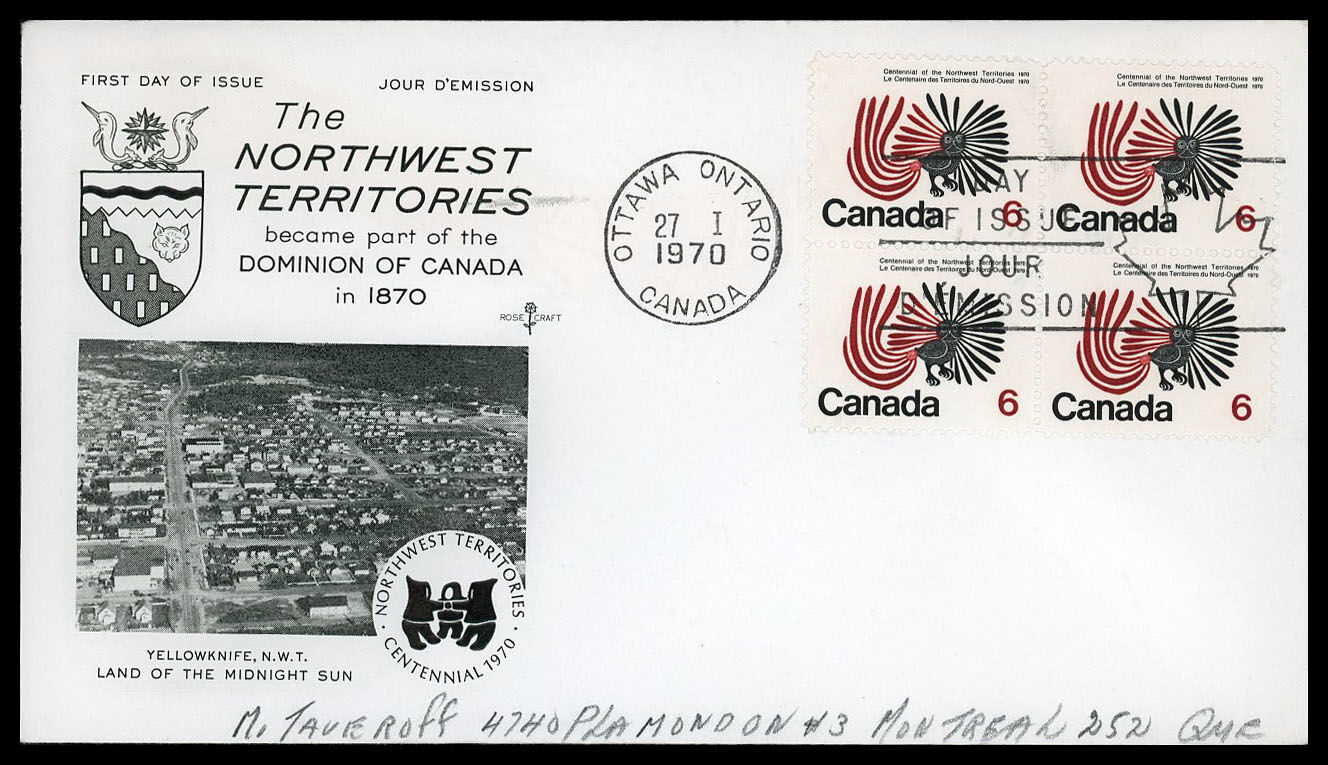 FIRST DAY OF ISSUE JOUR D'EMISSION
The
NORTHWEST
TERRITORIES
became part of the
DOMINION OF CANADA
in 1870
ROSE CRAFT
OTTAWA ONTARIO
27 I
1970
CANADA
Centennial of the Northwest Territories 1970
Le Centenaire des Territoires du Nord-Ouest 1970
Canada 6
Centennial of the Northwest Territories 1970
Le Centenaire des Territoires du Nord-Ouest 1970
Canada 6
DAY
OF ISSUE
JOUR
D'EMISSION
Centennial of the Northwest Territories 1970
Le Centenaire des Territoires du Nord-Ouest 1970
Canada 6
Centennial of the Northwest Territories 1970
Le Centenaire des Territoires du Nord-Ouest 1970
Canada 6
NORTHWEST TERRITORIES
CENTENNIAL 1970
YELLOWKNIFE, N.W.T.
LAND OF THE MIDNIGHT SUN
M. TAVEROFF 4740 PLAMONDON #3 MONTREAL 252 QUE